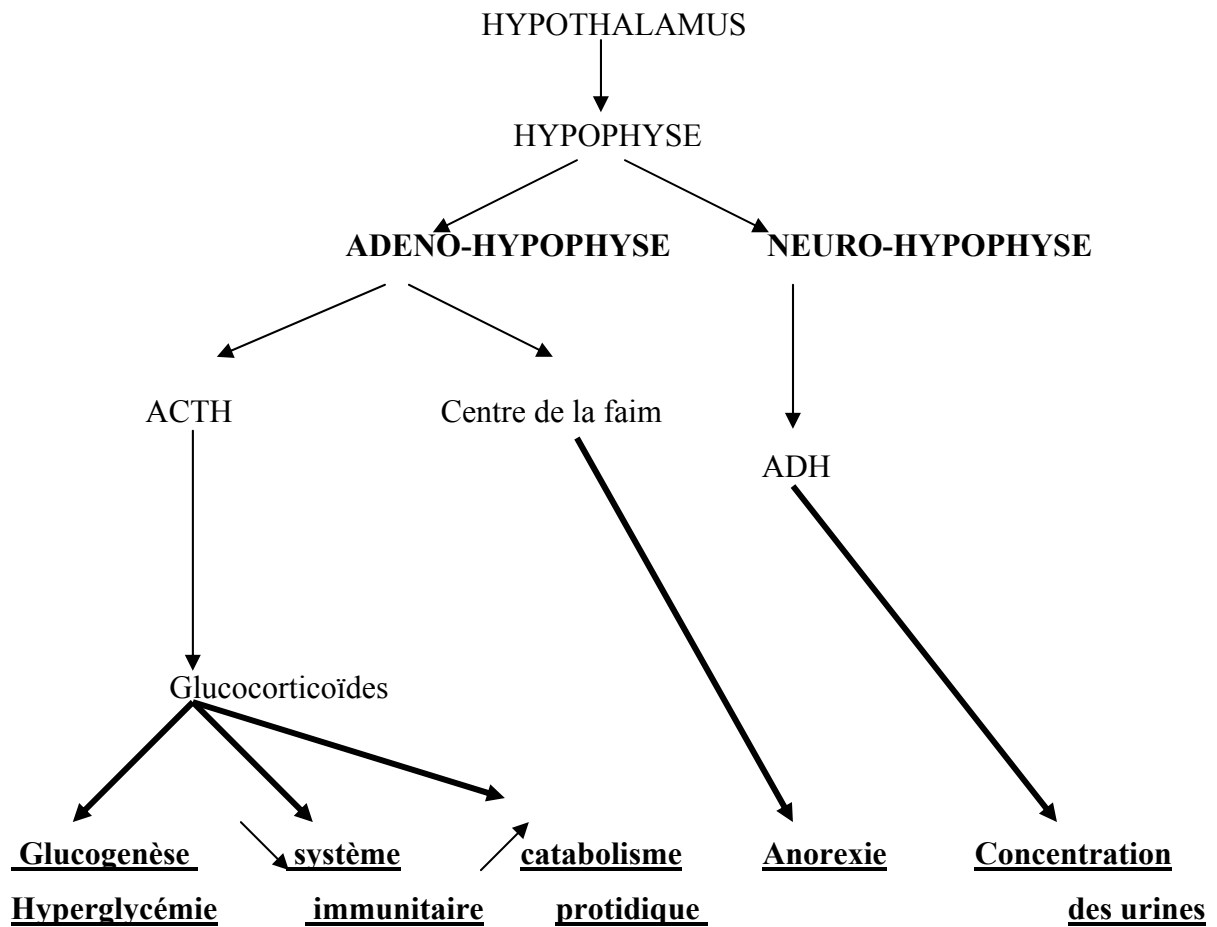 HYPOTHALAMUS
HYPOPHYSE
ADENO-HYPOPHYSE NEURO-HYPOPHYSE
ACTH Centre de la faim
ADH
Glucocorticoïdes
Glucogenèse système catabolisme Anorexie Concentration
Hyperglycémie immunitaire protidique des urines